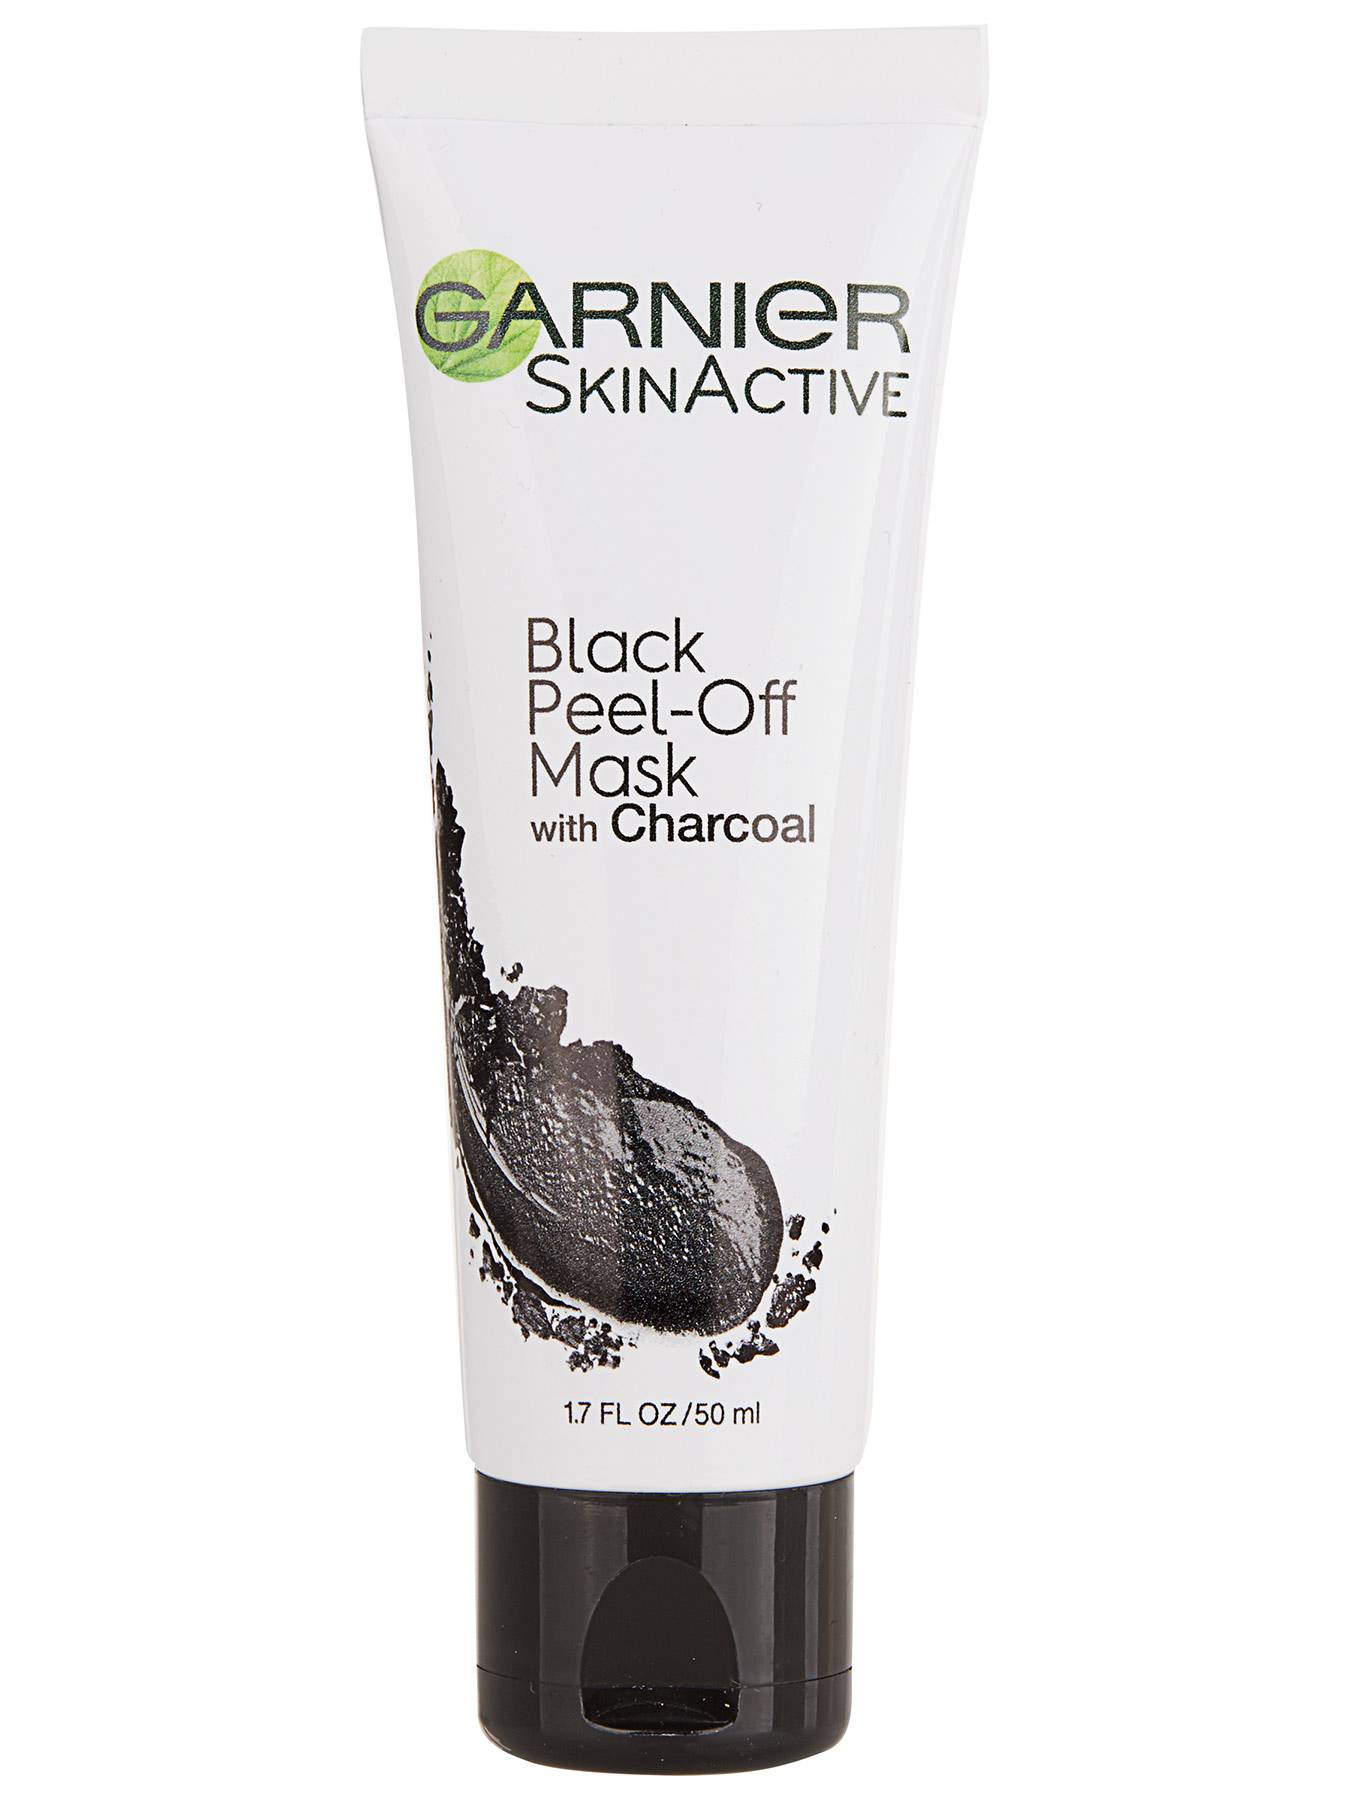 GARNIER
SKINACTIVE
Black
Peel-Off
Mask
with Charcoal
1.7 FL OZ/50 ml